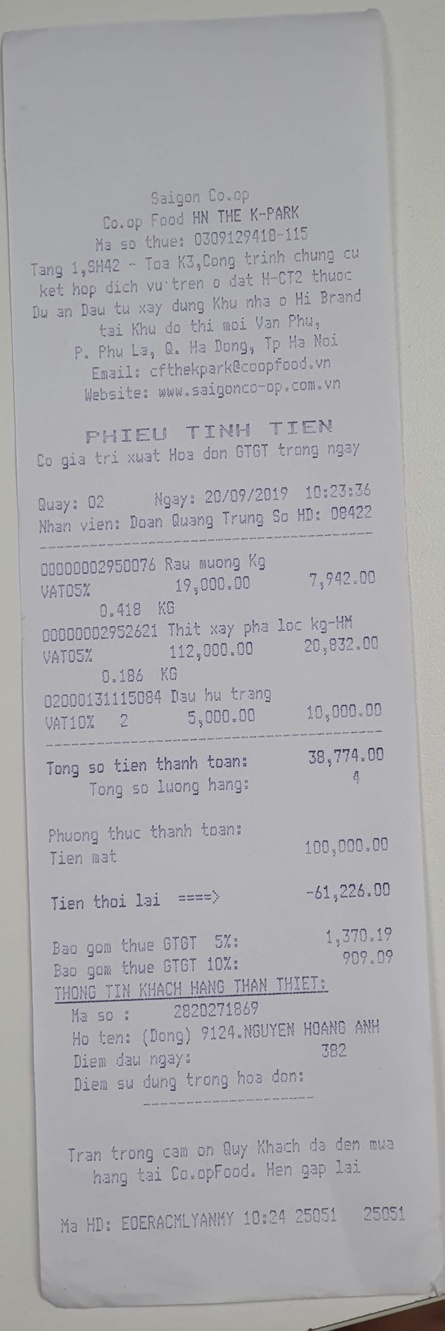 Saigon Co.op
Co.op Food HN THE K-PARK
Ma so thue: 0309129418-115
Tang 1,SH42 - Toa K3,Cong trinh chung cu
ket hop dich vu tren o dat H-CT2 thuoc
Du an Dau tu xay dung Khu nha o Hi Brand
tai Khu do thi moi Van Phu,
P. Phu La, Q. Ha Dong, Tp Ha Noi
Email: cfthekpark@coopfood.vn
Website: www.saigonco-op.com.vn
PHIEU TINH TIEN
Co gia tri xuat Hoa don GTGT trong ngay
Quay: 02 Ngay: 20/09/2019 10:23:36
Nhan vien: Doan Quang Trung So HD: 08422
00000002950076 Rau muong Kg
VAT05% 19,000.00 7,942.00
0.418 KG
00000002952621 Thit xay pha loc kg-HM
VAT05% 112,000.00 20,832.00
0.186 KG
02000131115084 Dau hu trang
VAT10% 2 5,000.00 10,000.00
Tong so tien thanh toan: 38,774.00
Tong so luong hang: 4
Phuong thuc thanh toan:
Tien mat 100,000.00
Tien thoi lai ====> -61,226.00
Bao gom thue GTGT 5%: 1,370.19
Bao gom thue GTGT 10%: 909.09
THONG TIN KHACH HANG THAN THIET:
Ma so : 2820271869
Ho ten: (Dong) 9124.NGUYEN HOANG ANH
Diem dau ngay: 382
Diem su dung trong hoa don:
Tran trong cam on Quy Khach da den mua
hang tai Co.opFood. Hen gap lai
Ma HD: EOERACMLYANMY 10:24 25051 25051